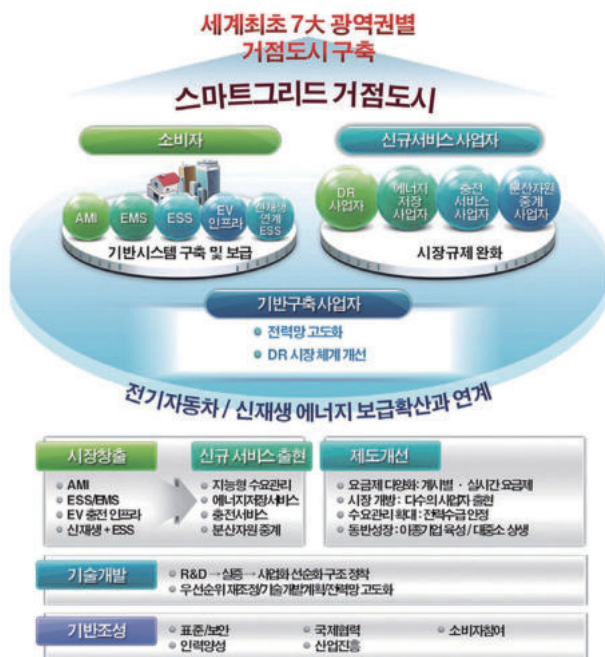 세계최초 7大 광역권별
거점도시 구축
스마트그리드 거점도시
소비자
신규서비스 사업자
AMI
EMS
ESS
EV
인프라
신재생
연계
ESS
DR
사업자
에너지
저장
사업자
충전
서비스
사업자
분산자원
중계
사업자
기반시스템 구축 및 보급
시장규제 완화
기반구축사업자
전력망 고도화
DR 시장 체계 개선
전기자동차 / 신재생 에너지 보급확산과 연계
시장창출
AMI
ESS/EMS
EV 충전 인프라
신재생 + ESS
신규 서비스 출현
지능형 수요관리
에너지저장서비스
충전서비스
분산자원 중계
제도개선
요금제 다양화 : 계시별 · 실시간 요금제
시장 개방 : 다수의 사업자 출현
수요관리 확대 : 전력수급 안정
동반성장 : 이종기업 육성 / 대중소 상생
기술개발
R&D → 실증 → 사업화 선순환 구조 정착
우선순위 재조정/기술개발계획/전력망 고도화
기반조성
표준/보안
국제협력
소비자참여
인력양성
산업진흥